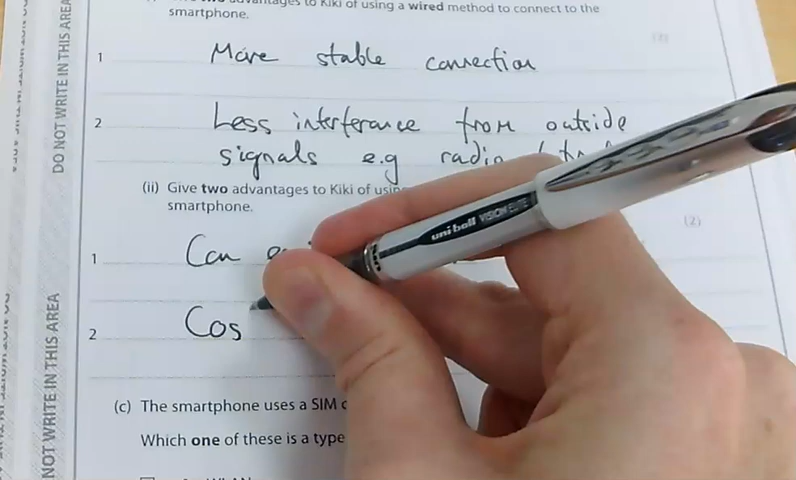 advantages to Kiki of using a wired method to connect to the
smartphone.
1 More stable connection
2 Less interference from outside
signals e.g radio
(ii) Give two advantages to Kiki of using
smartphone.
(2)
1 Can
2 Cos
(c) The smartphone uses a SIM
Which one of these is a type
WLAN
DO NOT WRITE IN THIS AREA
NOT WRITE IN THIS AREA
uni ball VISION ELITE